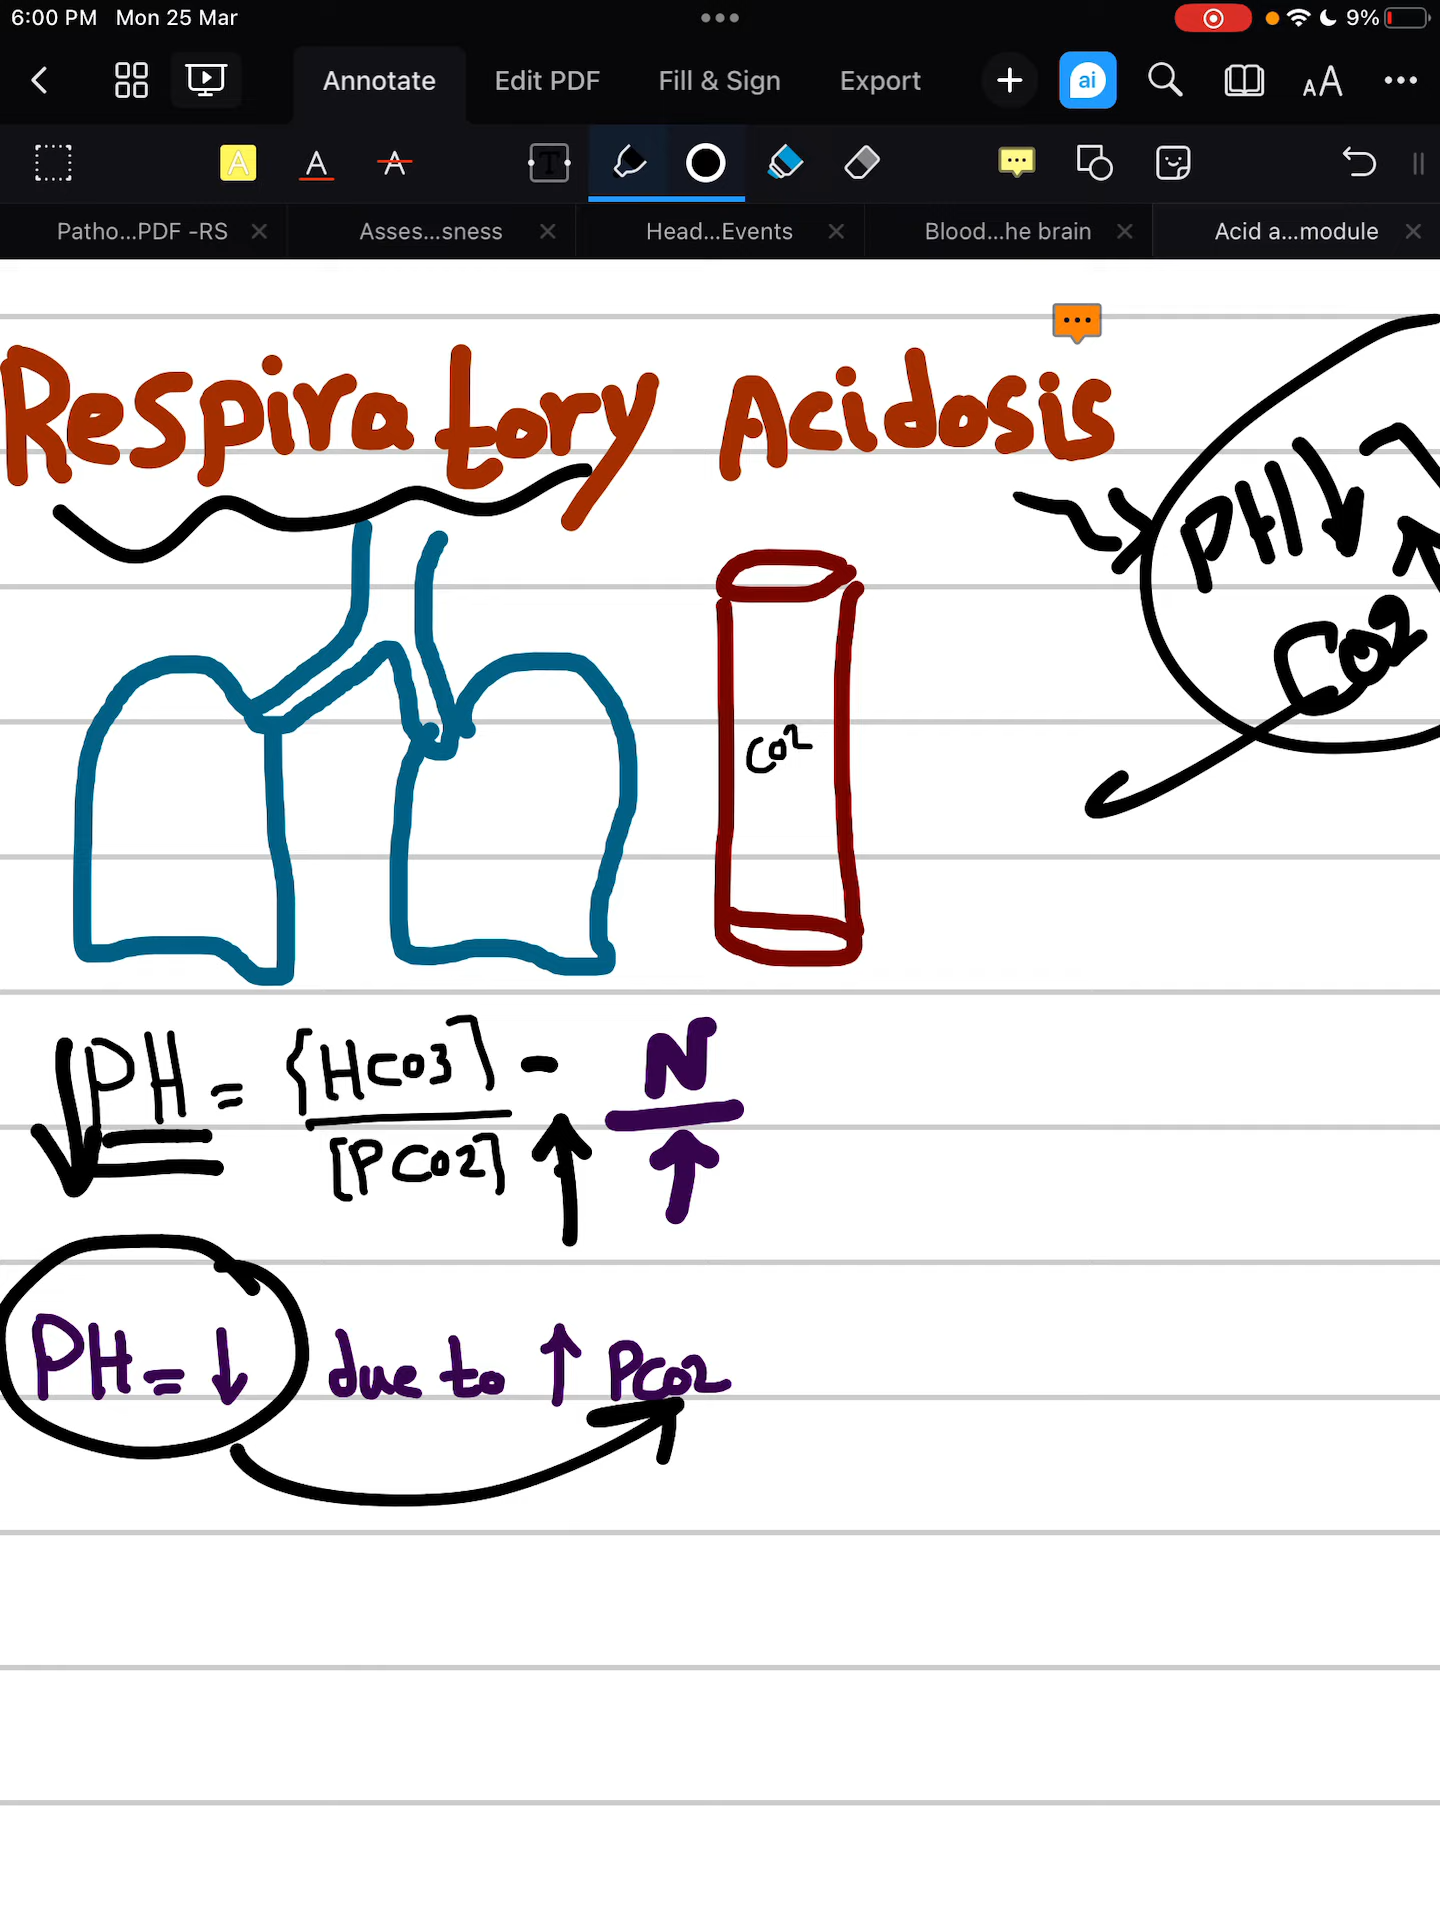 6:00 PM Mon 25 Mar
9%
Annotate Edit PDF Fill & Sign Export ai AA
A A A T
Patho...PDF -RS Asses...sness Head...Events Blood...he brain Acid a...module
Respiratory Acidosis
PH ↓
↑
CO2
CO2
↓ PH = {HCO3] - N
[PCO2] ↑ ↑
PH = ↓ due to ↑ PCO2